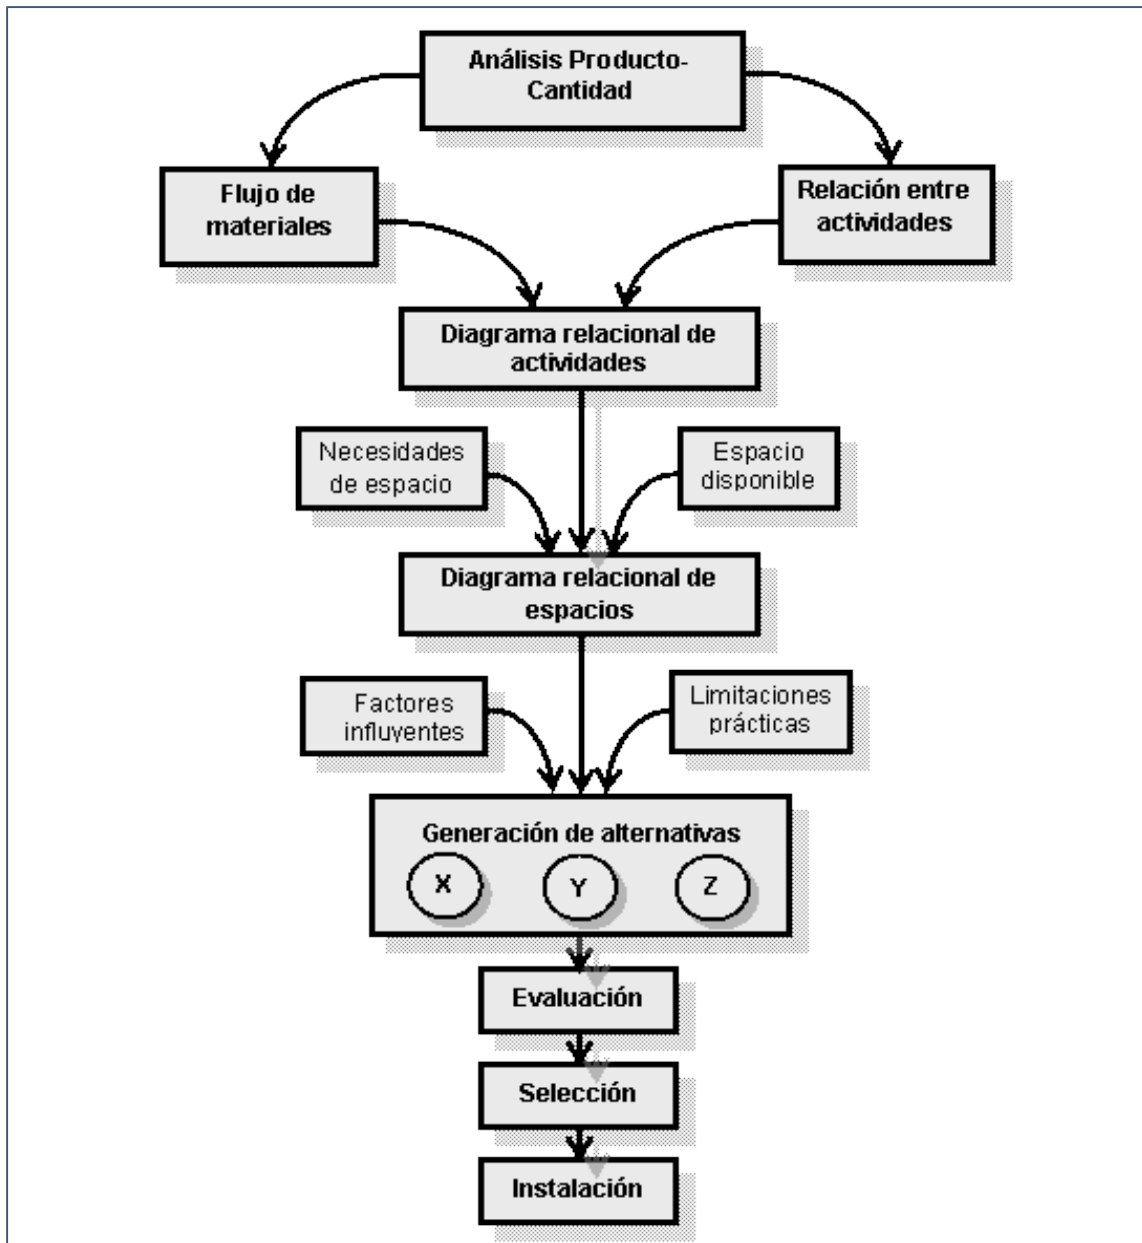 Análisis Producto-
Cantidad
Flujo de
materiales
Relación entre
actividades
Diagrama relacional de
actividades
Necesidades
de espacio
Espacio
disponible
Diagrama relacional de
espacios
Factores
influyentes
Limitaciones
prácticas
Generación de alternativas
X
Y
Z
Evaluación
Selección
Instalación